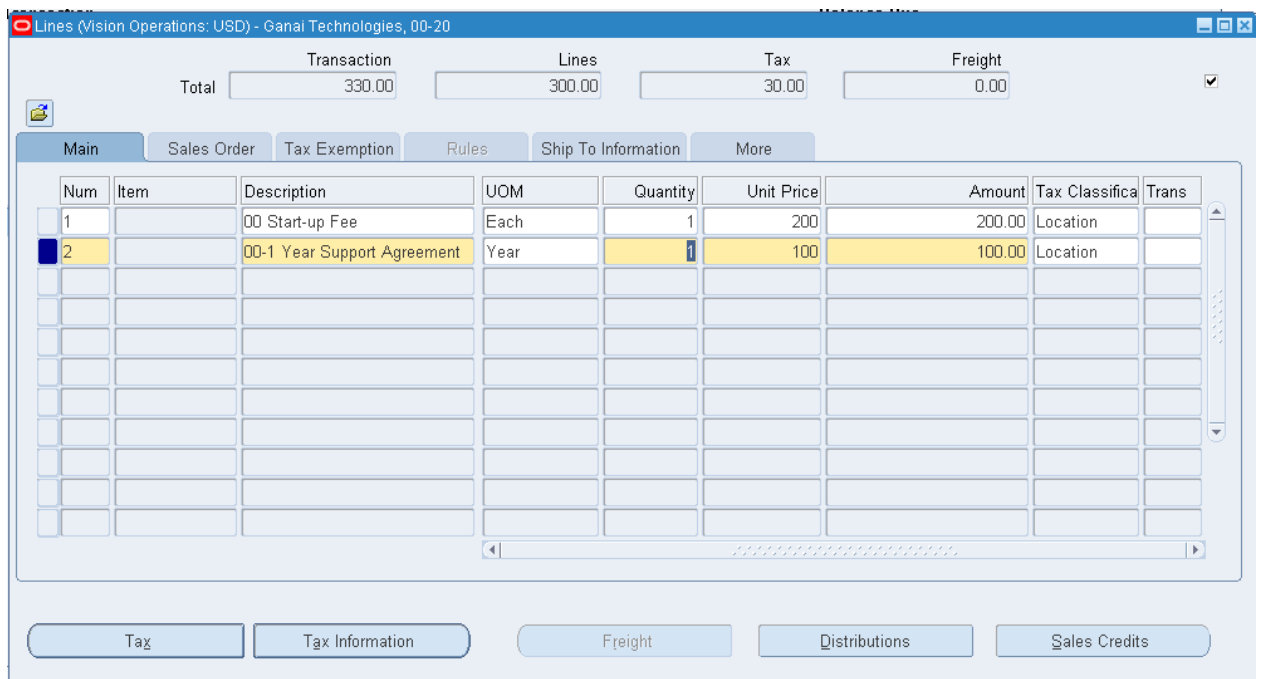 Lines (Vision Operations: USD) - Ganai Technologies, 00-20
Transaction Lines Tax Freight
Total 330.00 300.00 30.00 0.00
Main Sales Order Tax Exemption Rules Ship To Information More
Num Item Description UOM Quantity Unit Price Amount Tax Classifica Trans
1 00 Start-up Fee Each 1 200 200.00 Location
2 00-1 Year Support Agreement Year 1 100 100.00 Location
Tax Tax Information Freight Distributions Sales Credits